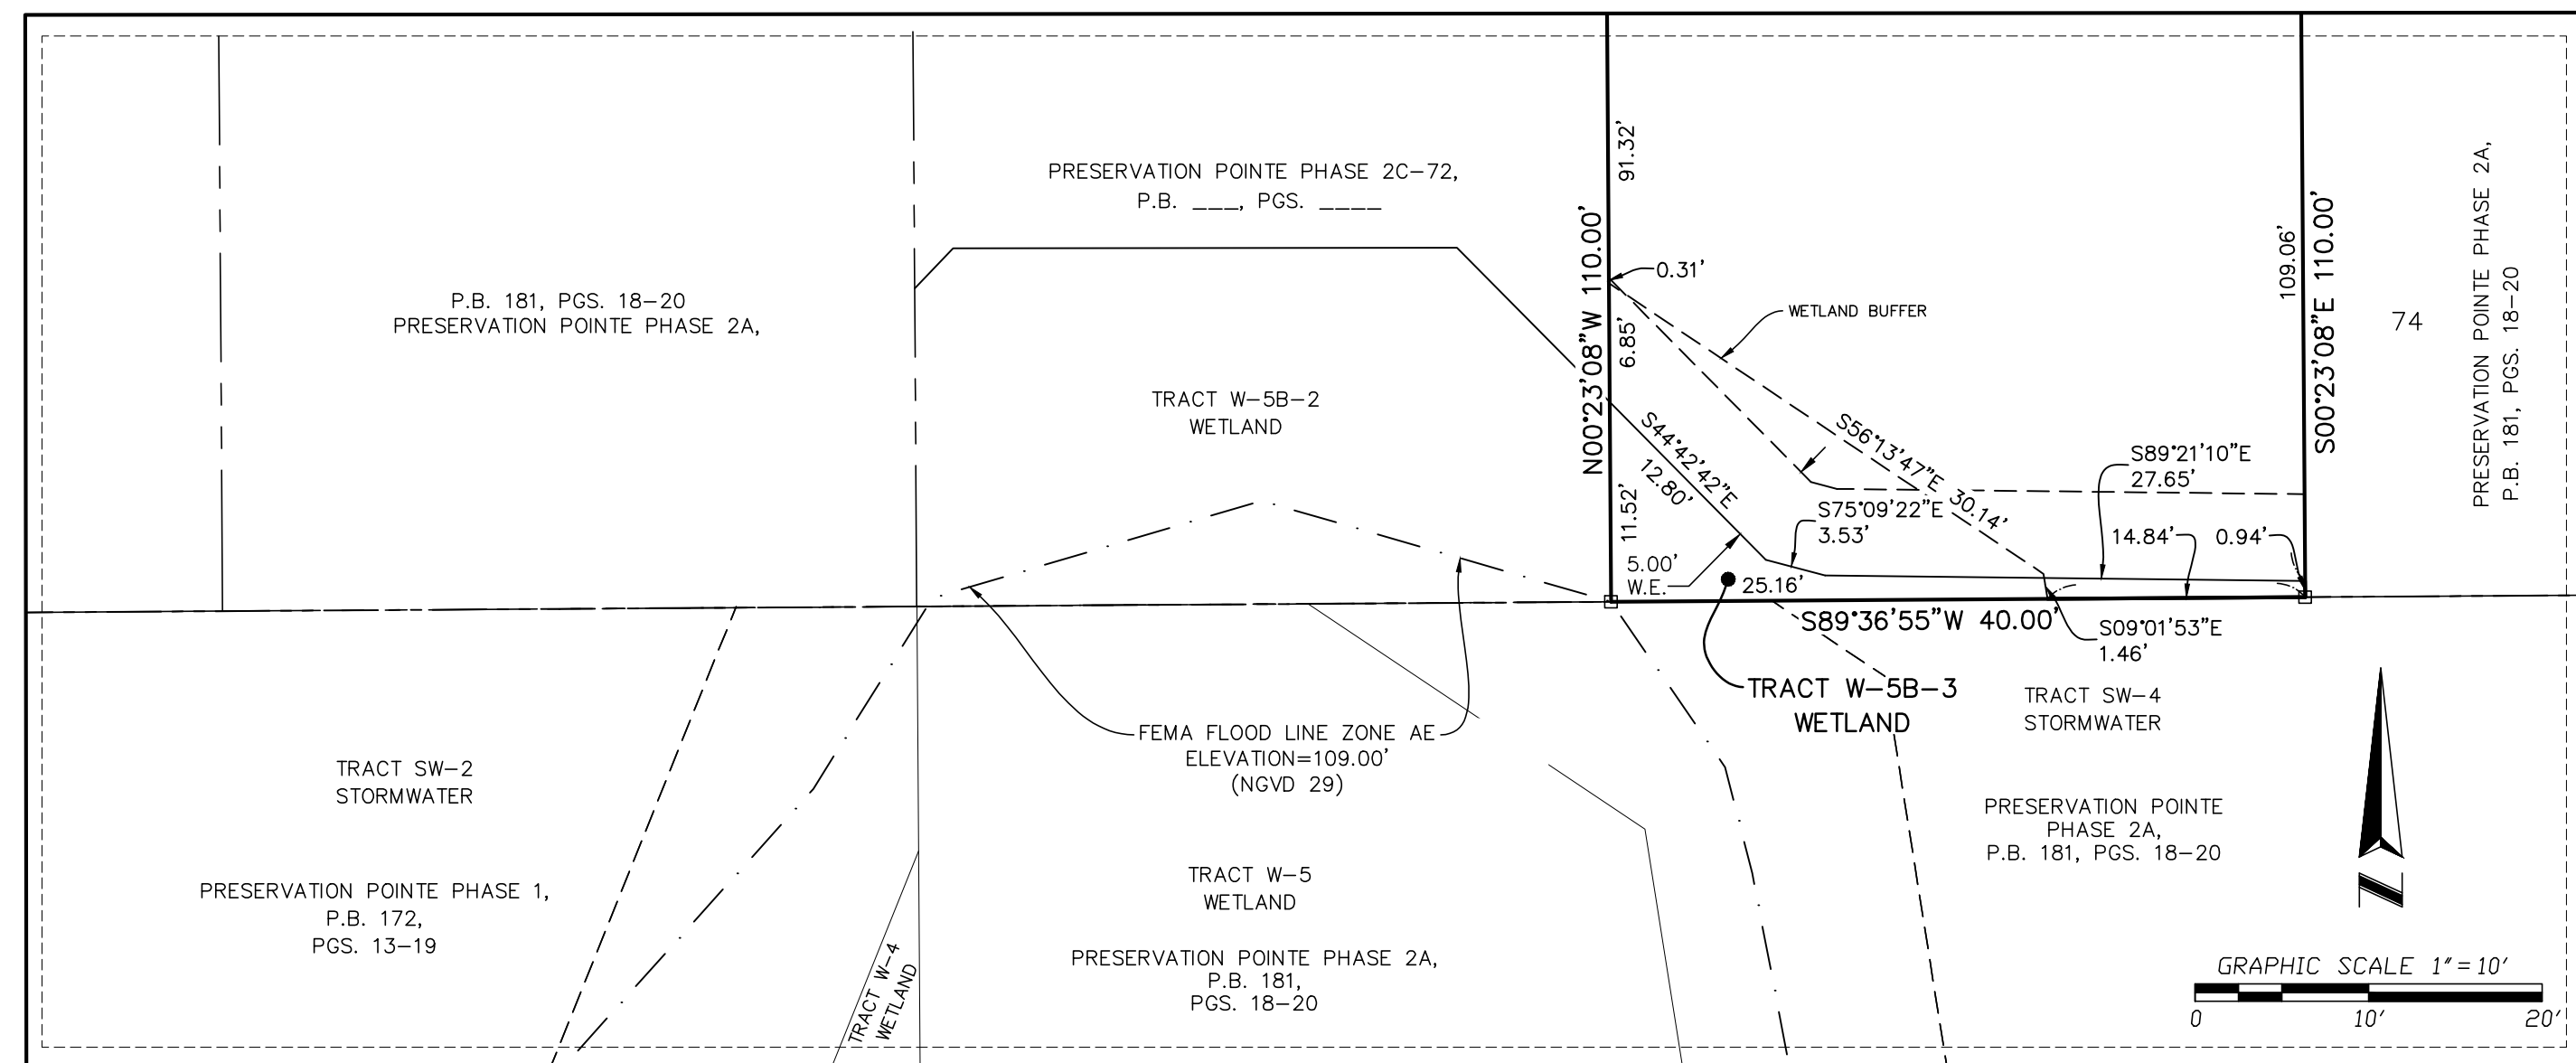 PRESERVATION POINTE PHASE 2C-72,
P.B. ___, PGS. ____
P.B. 181, PGS. 18-20
PRESERVATION POINTE PHASE 2A,
TRACT W-5B-2
WETLAND
91.32'
N00°23'08"W 110.00'
0.31'
6.85'
WETLAND BUFFER
11.52'
S44°42'42"E
12.80'
S56°13'47"E 30.14'
S75°09'22"E
3.53'
S89°21'10"E
27.65'
14.84'
0.94'
5.00'
W.E.
25.16'
109.06'
S00°23'08"E 110.00'
74
PRESERVATION POINTE PHASE 2A,
P.B. 181, PGS. 18-20
S89°36'55"W 40.00'
S09°01'53"E
1.46'
TRACT W-5B-3
WETLAND
TRACT SW-4
STORMWATER
FEMA FLOOD LINE ZONE AE
ELEVATION=109.00'
(NGVD 29)
TRACT SW-2
STORMWATER
PRESERVATION POINTE PHASE 1,
P.B. 172,
PGS. 13-19
TRACT W-4
WETLAND
TRACT W-5
WETLAND
PRESERVATION POINTE PHASE 2A,
P.B. 181,
PGS. 18-20
PRESERVATION POINTE
PHASE 2A,
P.B. 181, PGS. 18-20
N
GRAPHIC SCALE 1"=10'
0 10' 20'